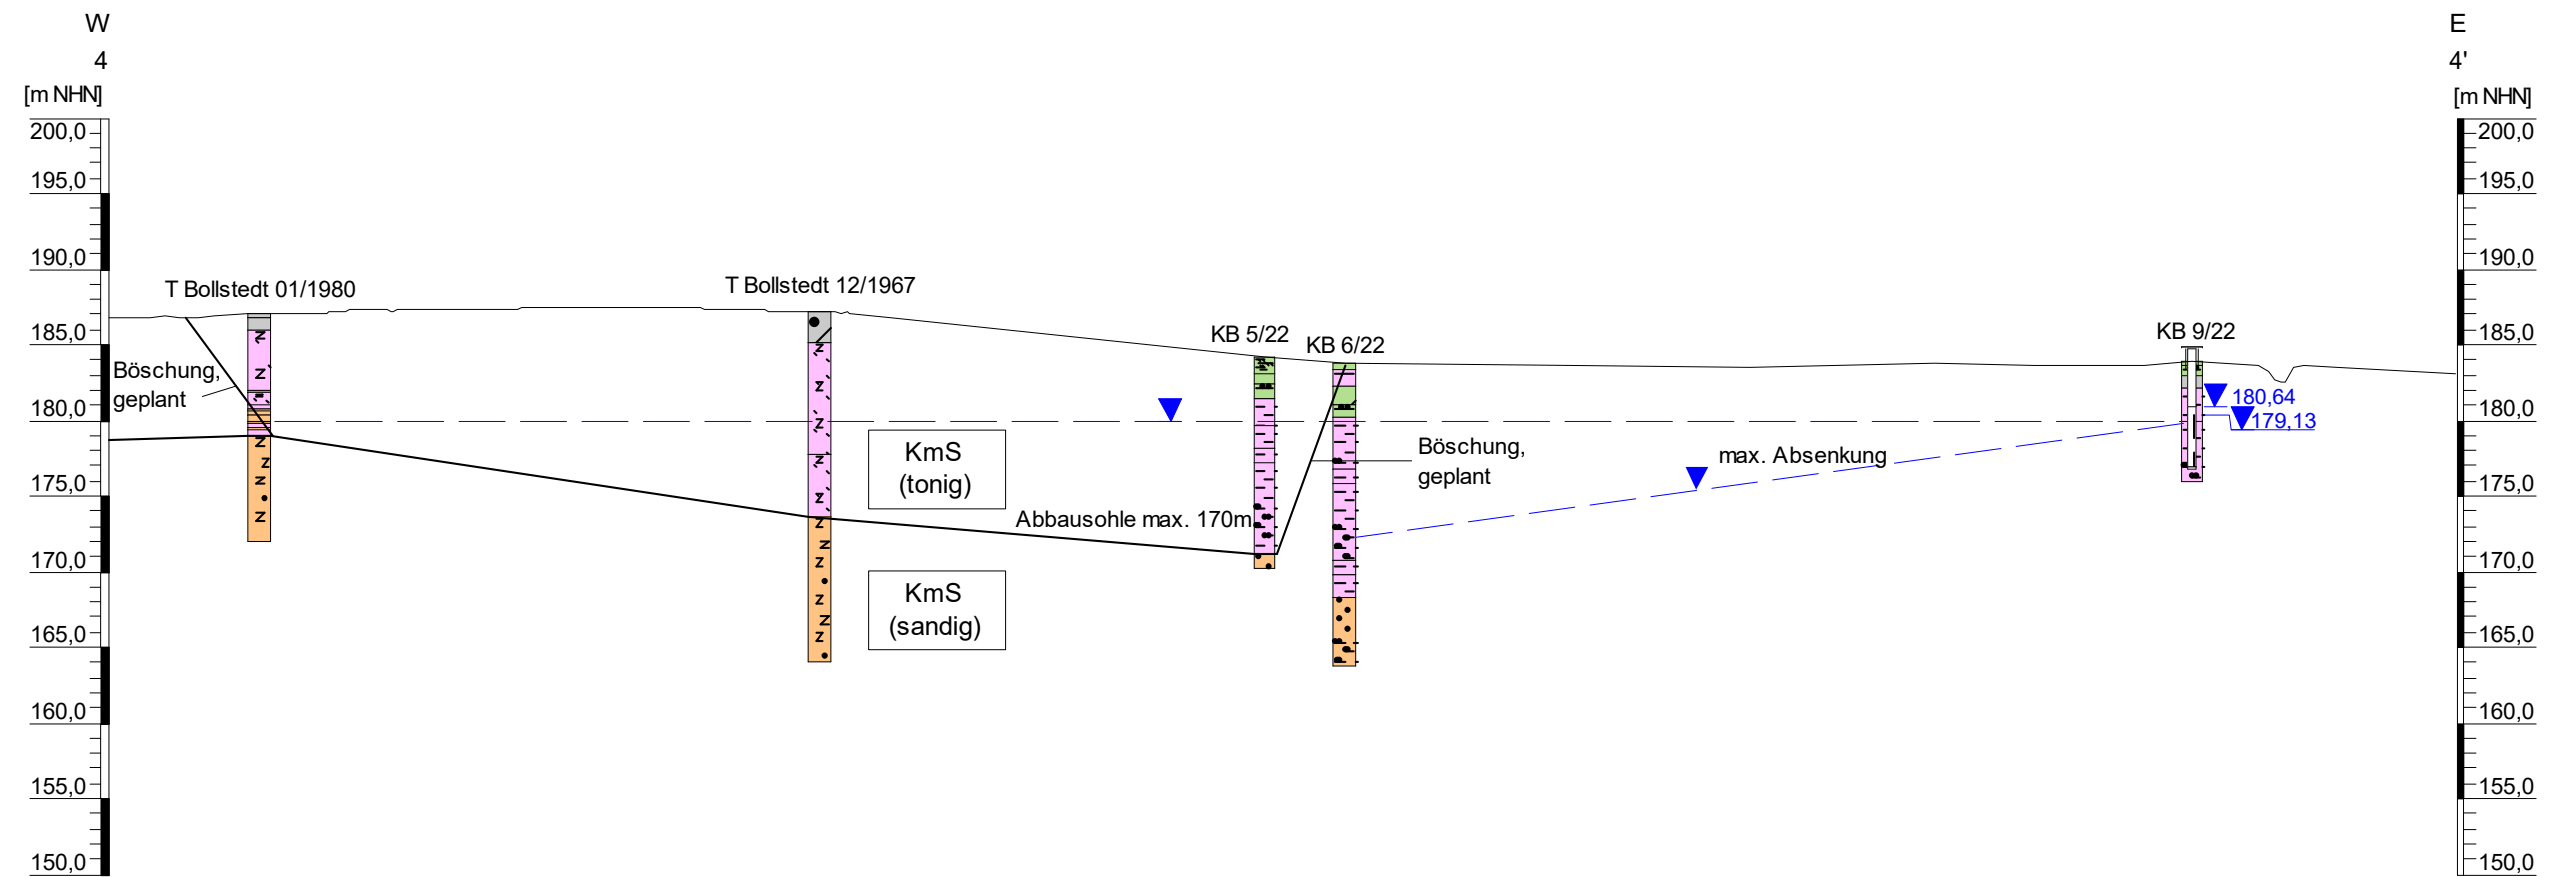 W
E
4
4'
[m NHN]
[m NHN]
200,0
200,0
195,0
195,0
190,0
190,0
T Bollstedt 01/1980
T Bollstedt 12/1967
185,0
185,0
KB 5/22
KB 6/22
KB 9/22
Böschung,
geplant
180,0
180,0
180,64
179,13
KmS
(tonig)
Böschung,
geplant
max. Absenkung
175,0
175,0
Abbausohle max. 170m
170,0
170,0
KmS
(sandig)
165,0
165,0
160,0
160,0
155,0
155,0
150,0
150,0